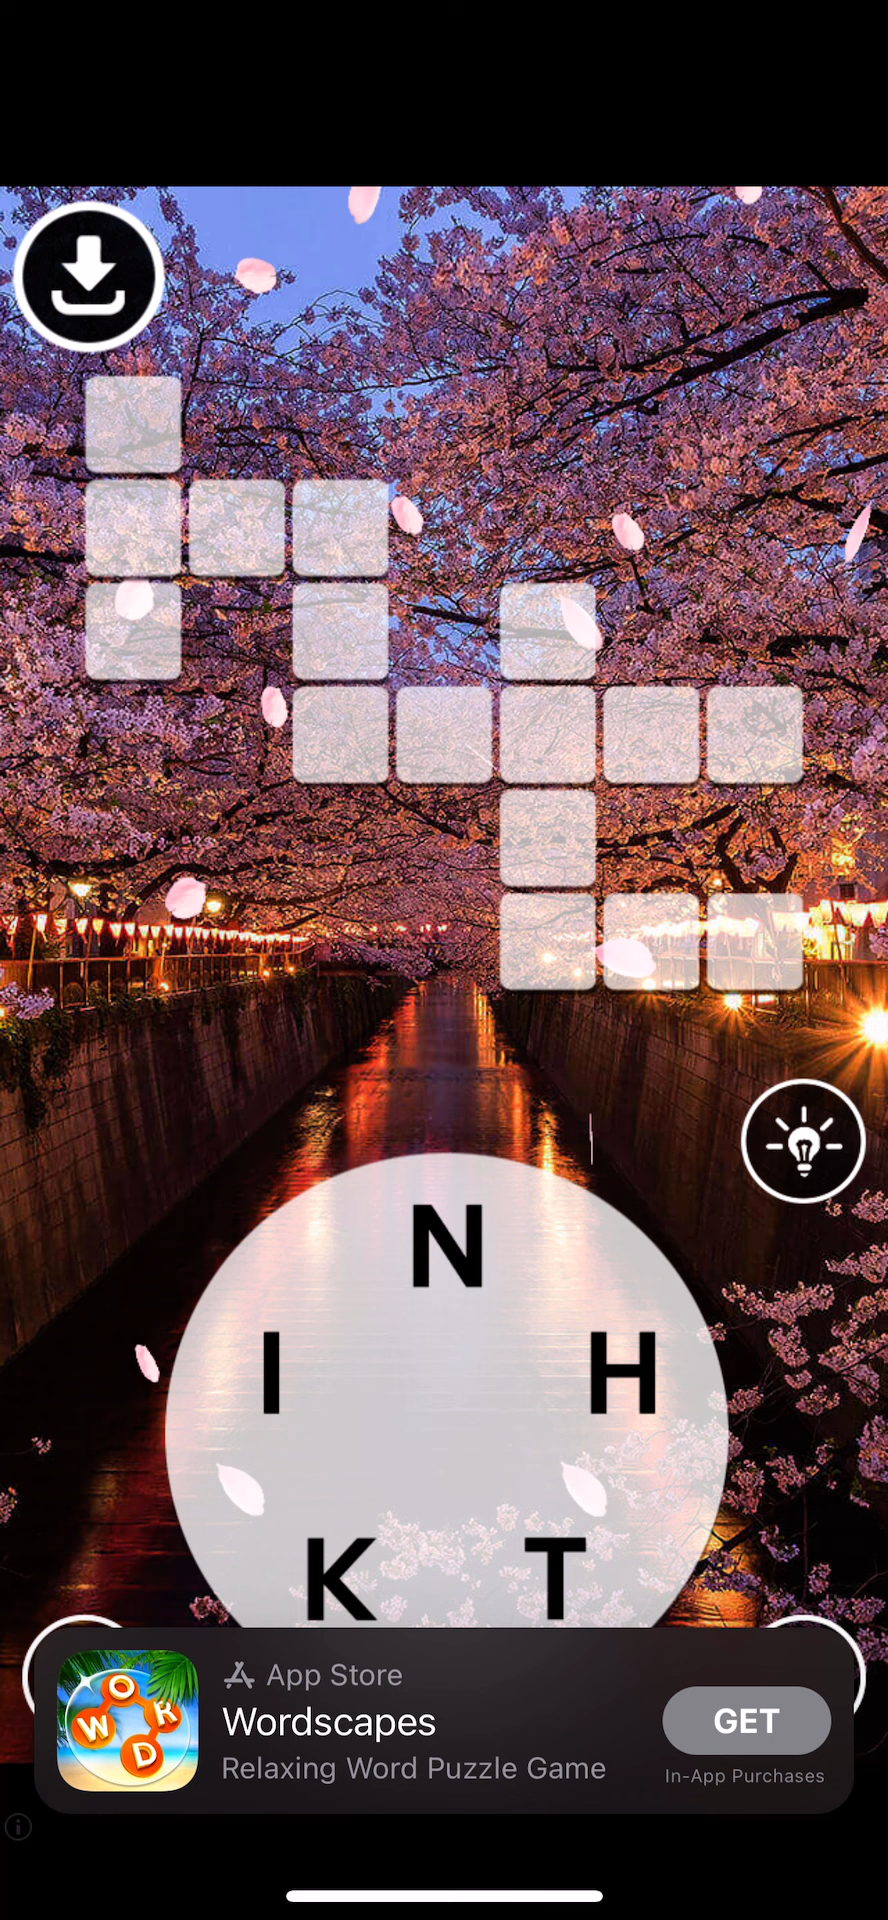 N
I H
K T
W O R D
App Store
Wordscapes
Relaxing Word Puzzle Game
GET
In-App Purchases